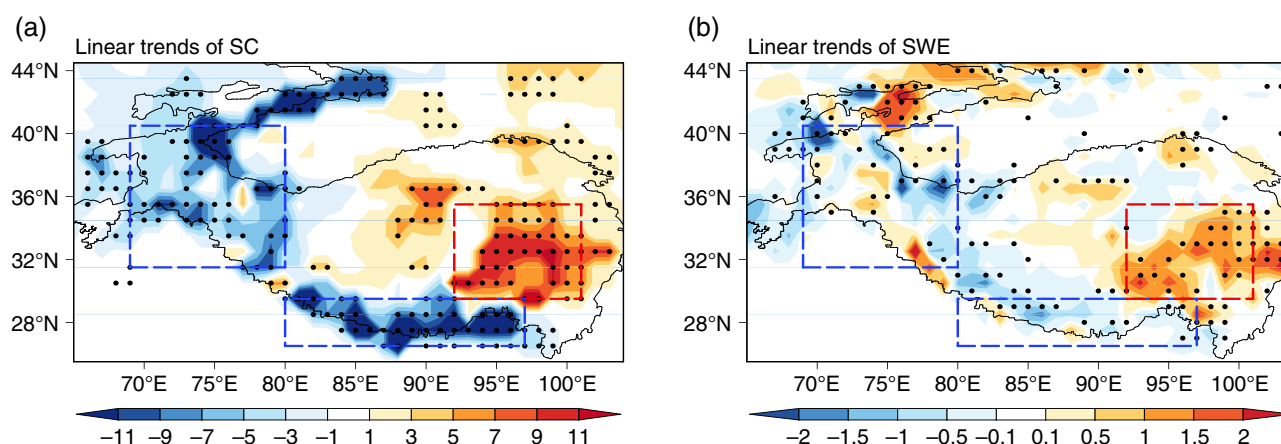 (a)
Linear trends of SC
44°N
40°N
36°N
32°N
28°N
70°E 75°E 80°E 85°E 90°E 95°E 100°E
−11 −9 −7 −5 −3 −1 1 3 5 7 9 11
(b)
Linear trends of SWE
44°N
40°N
36°N
32°N
28°N
70°E 75°E 80°E 85°E 90°E 95°E 100°E
−2 −1.5 −1 −0.5 −0.1 0.1 0.5 1 1.5 2